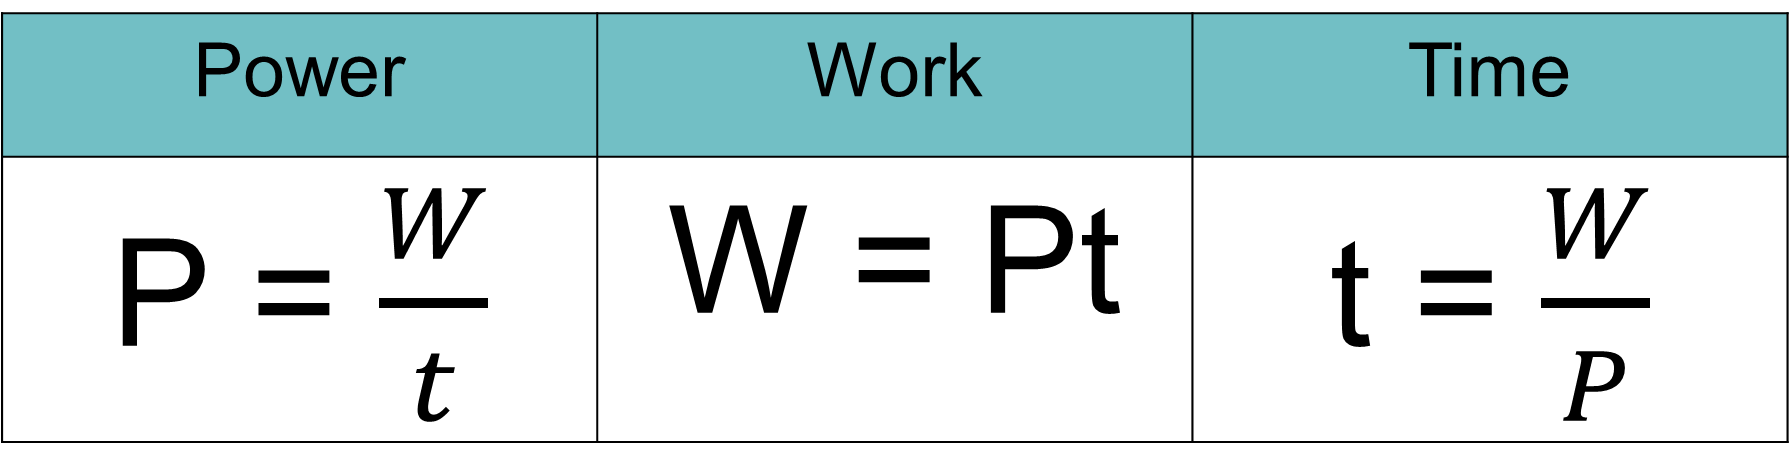 Power Work Time
P = W/t W = Pt t = W/P